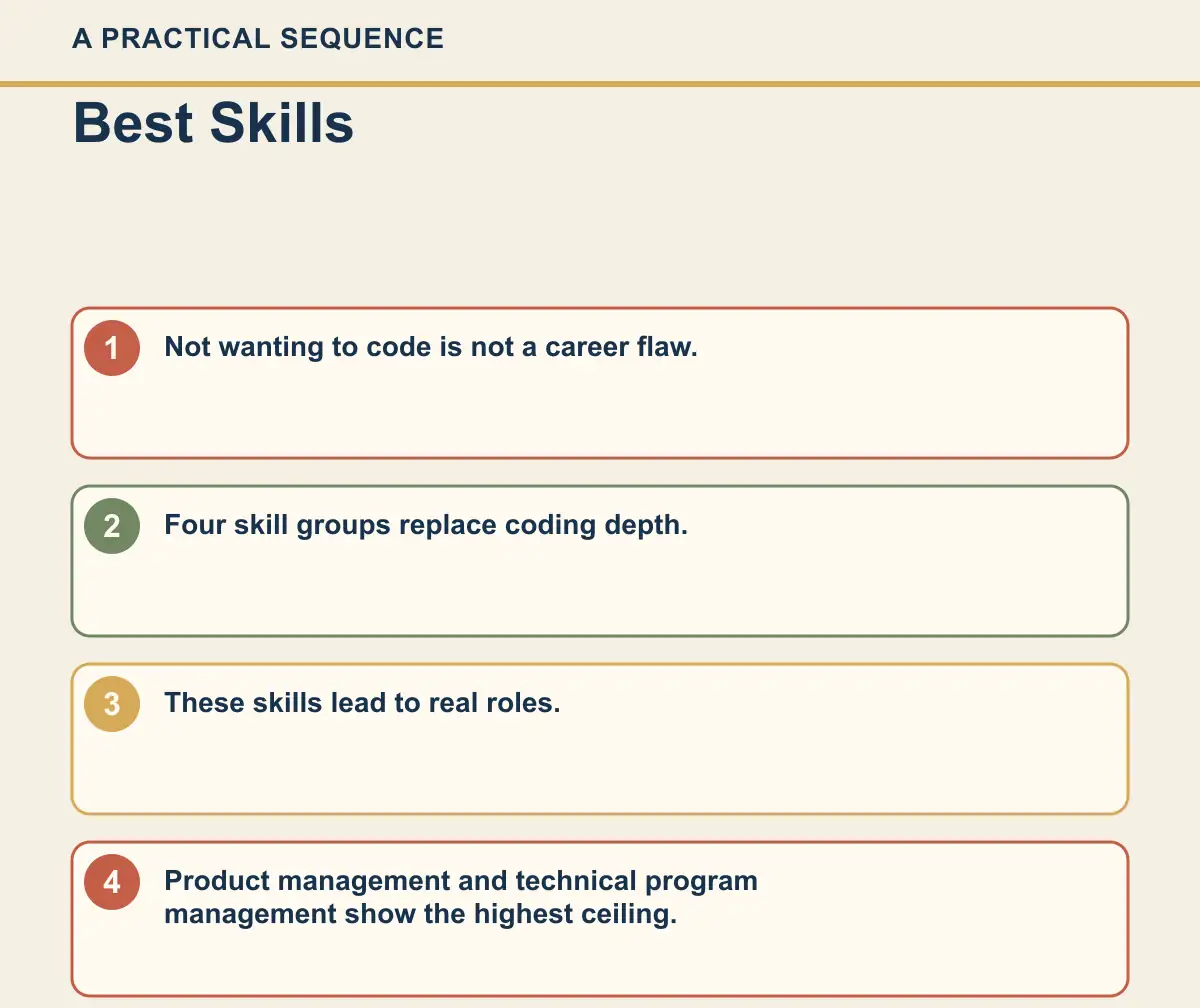 A PRACTICAL SEQUENCE
Best Skills
1
Not wanting to code is not a career flaw.
2
Four skill groups replace coding depth.
3
These skills lead to real roles.
4
Product management and technical program
management show the highest ceiling.